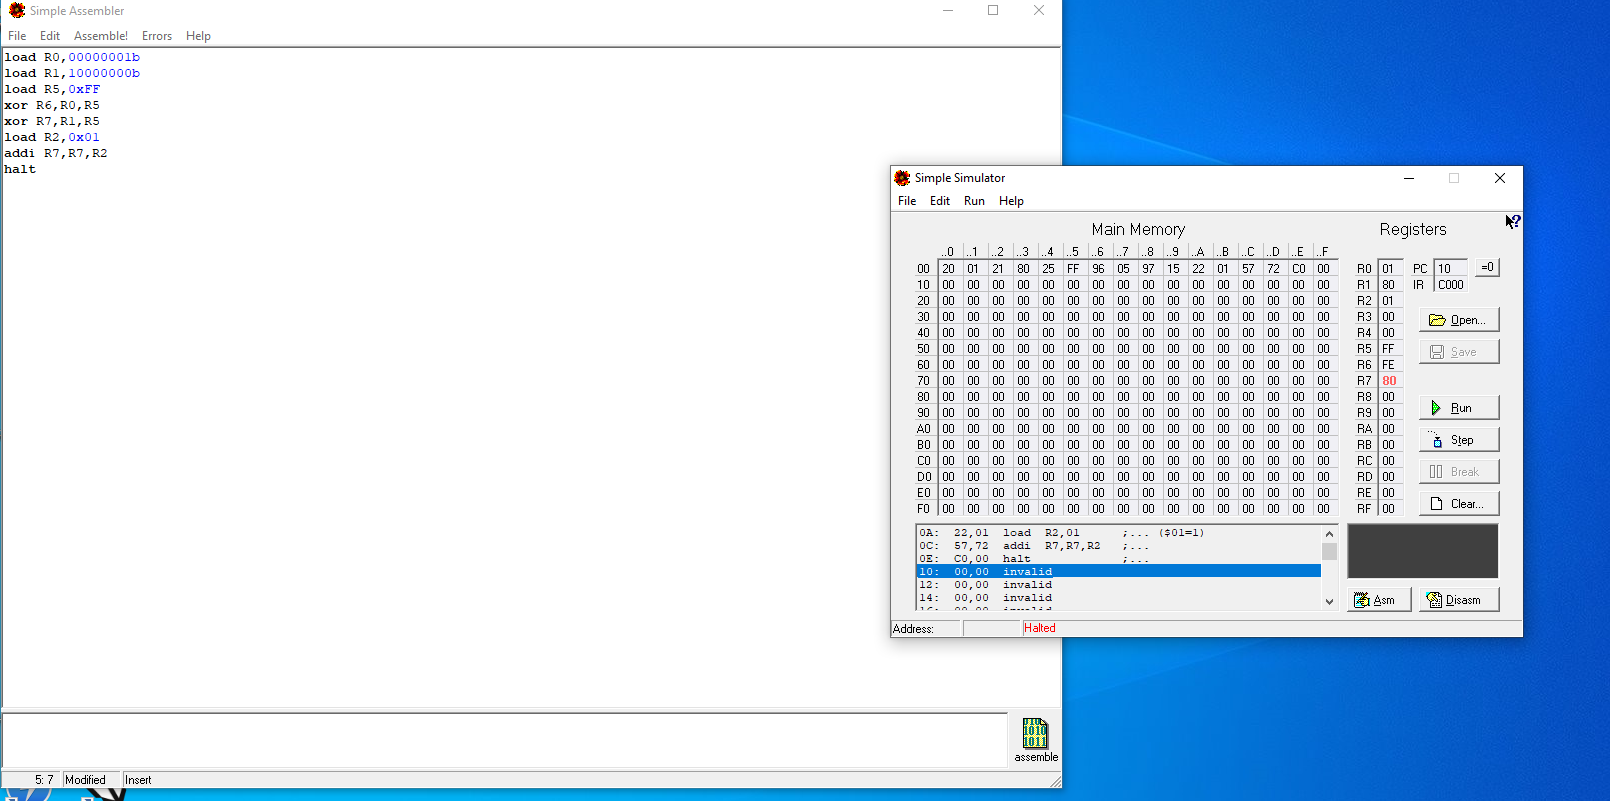 Simple Assembler
File Edit Assemble! Errors Help
load R0,00000001b
load R1,10000000b
load R5,0xFF
xor R6,R0,R5
xor R7,R1,R5
load R2,0x01
addi R7,R7,R2
halt
1010
1011
assemble
5: 7 Modified Insert
Simple Simulator
File Edit Run Help
Main Memory
..0 ..1 ..2 ..3 ..4 ..5 ..6 ..7 ..8 ..9 ..A ..B ..C ..D ..E ..F
00 20 01 21 80 25 FF 96 05 97 15 22 01 57 72 C0 00
10 00 00 00 00 00 00 00 00 00 00 00 00 00 00 00 00
20 00 00 00 00 00 00 00 00 00 00 00 00 00 00 00 00
30 00 00 00 00 00 00 00 00 00 00 00 00 00 00 00 00
40 00 00 00 00 00 00 00 00 00 00 00 00 00 00 00 00
50 00 00 00 00 00 00 00 00 00 00 00 00 00 00 00 00
60 00 00 00 00 00 00 00 00 00 00 00 00 00 00 00 00
70 00 00 00 00 00 00 00 00 00 00 00 00 00 00 00 00
80 00 00 00 00 00 00 00 00 00 00 00 00 00 00 00 00
90 00 00 00 00 00 00 00 00 00 00 00 00 00 00 00 00
A0 00 00 00 00 00 00 00 00 00 00 00 00 00 00 00 00
B0 00 00 00 00 00 00 00 00 00 00 00 00 00 00 00 00
C0 00 00 00 00 00 00 00 00 00 00 00 00 00 00 00 00
D0 00 00 00 00 00 00 00 00 00 00 00 00 00 00 00 00
E0 00 00 00 00 00 00 00 00 00 00 00 00 00 00 00 00
F0 00 00 00 00 00 00 00 00 00 00 00 00 00 00 00 00
Registers
R0 01
R1 80
R2 01
R3 00
R4 00
R5 FF
R6 FE
R7 80
R8 00
R9 00
RA 00
RB 00
RC 00
RD 00
RE 00
RF 00
PC 10 =0
IR C000
Open...
Save
Run
Step
Break
Clear...
0A: 22,01 load R2,01 ;... ($01=1)
0C: 57,72 addi R7,R7,R2 ;...
0E: C0,00 halt ;...
10: 00,00 invalid
12: 00,00 invalid
14: 00,00 invalid
Asm Disasm
Address: Halted